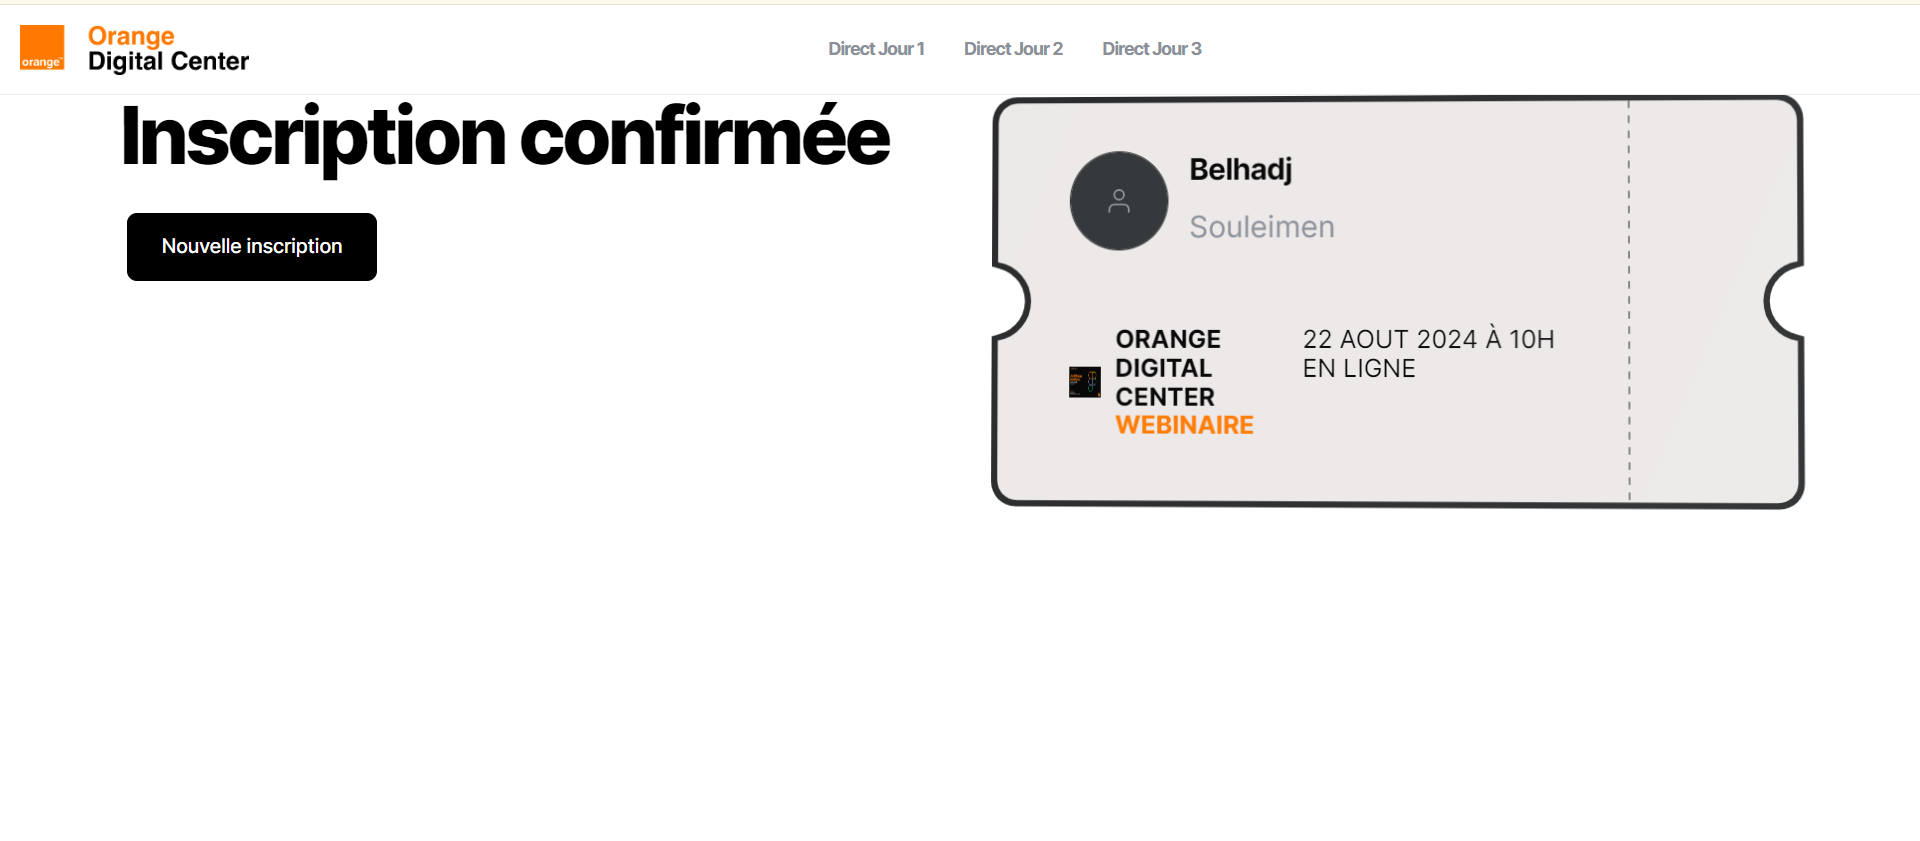 orange
Orange
Digital Center
Direct Jour 1
Direct Jour 2
Direct Jour 3
Inscription confirmée
Nouvelle inscription
Belhadj
Souleimen
ORANGE
DIGITAL
CENTER
WEBINAIRE
22 AOUT 2024 À 10H
EN LIGNE